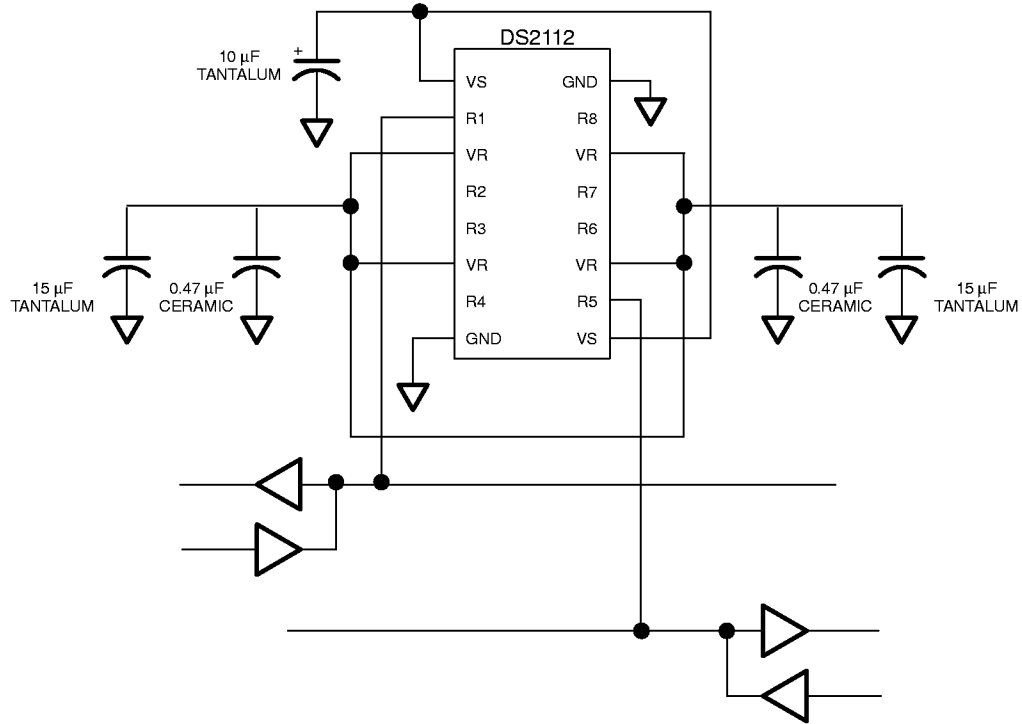 DS2112
10 µF
TANTALUM
+
VS
R1
VR
R2
R3
VR
R4
GND
GND
R8
VR
R7
R6
VR
R5
VS
15 µF
TANTALUM
0.47 µF
CERAMIC
0.47 µF
CERAMIC
15 µF
TANTALUM